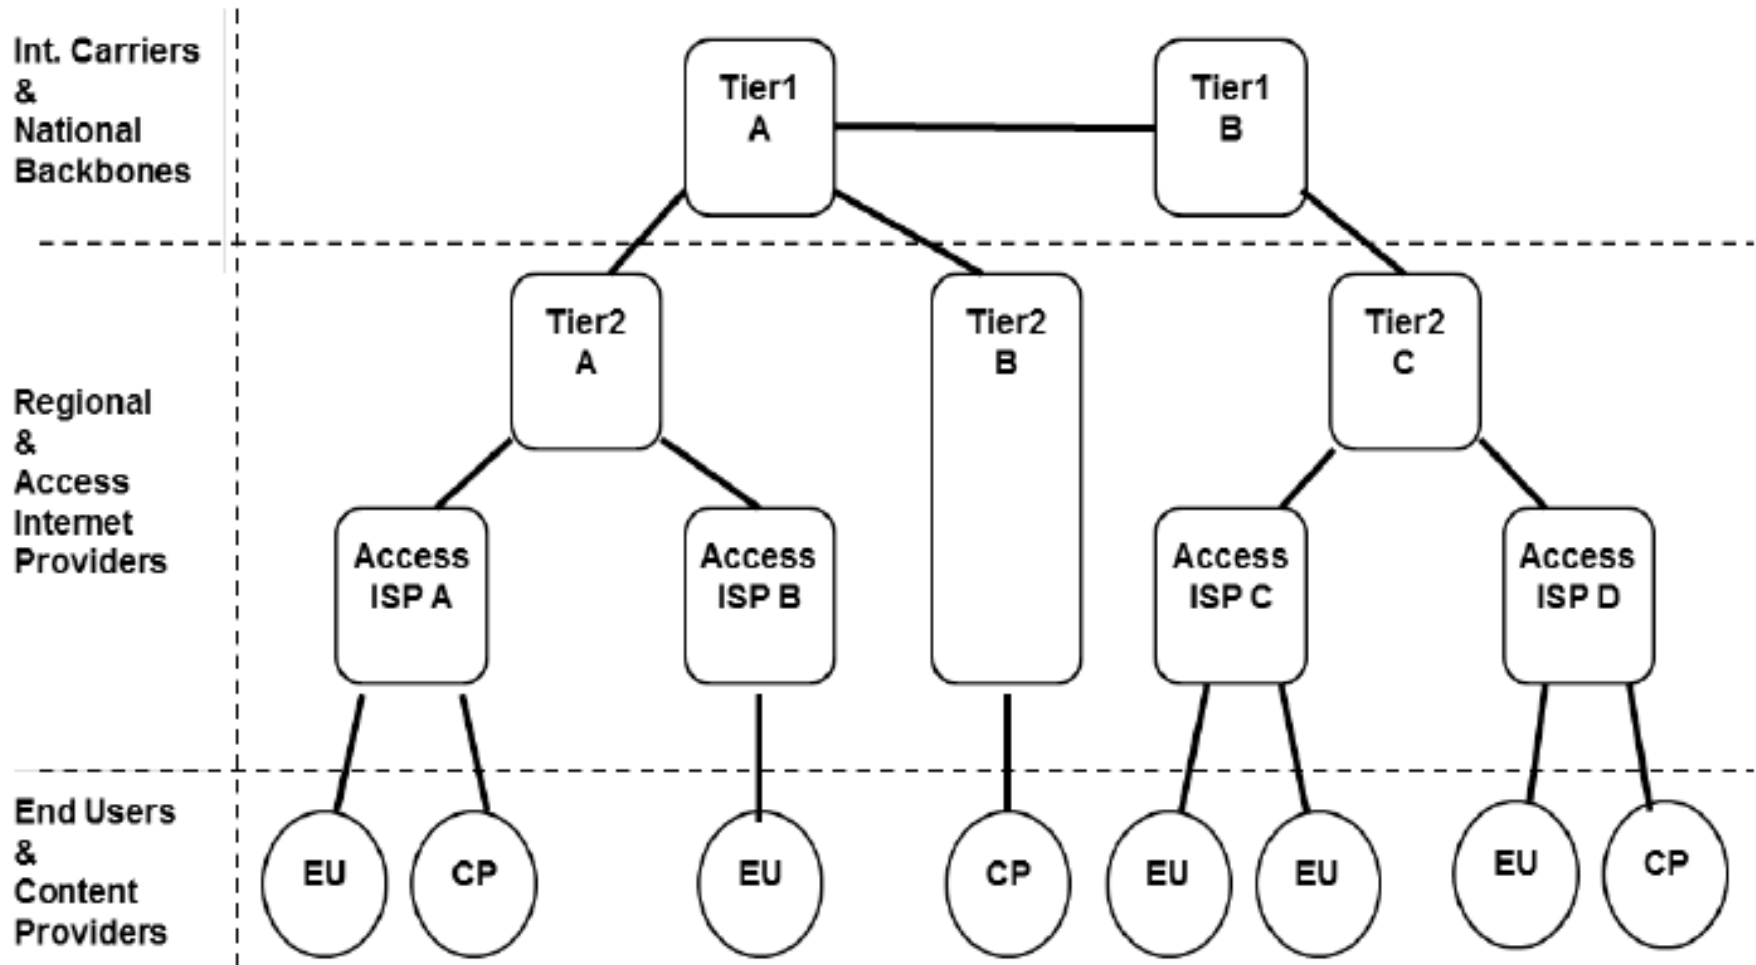 Int. Carriers
&
National
Backbones
Tier1
A
Tier1
B
Regional
&
Access
Internet
Providers
Tier2
A
Tier2
B
Tier2
C
Access
ISP A
Access
ISP B
Access
ISP C
Access
ISP D
End Users
&
Content
Providers
EU
CP
EU
CP
EU
EU
EU
CP